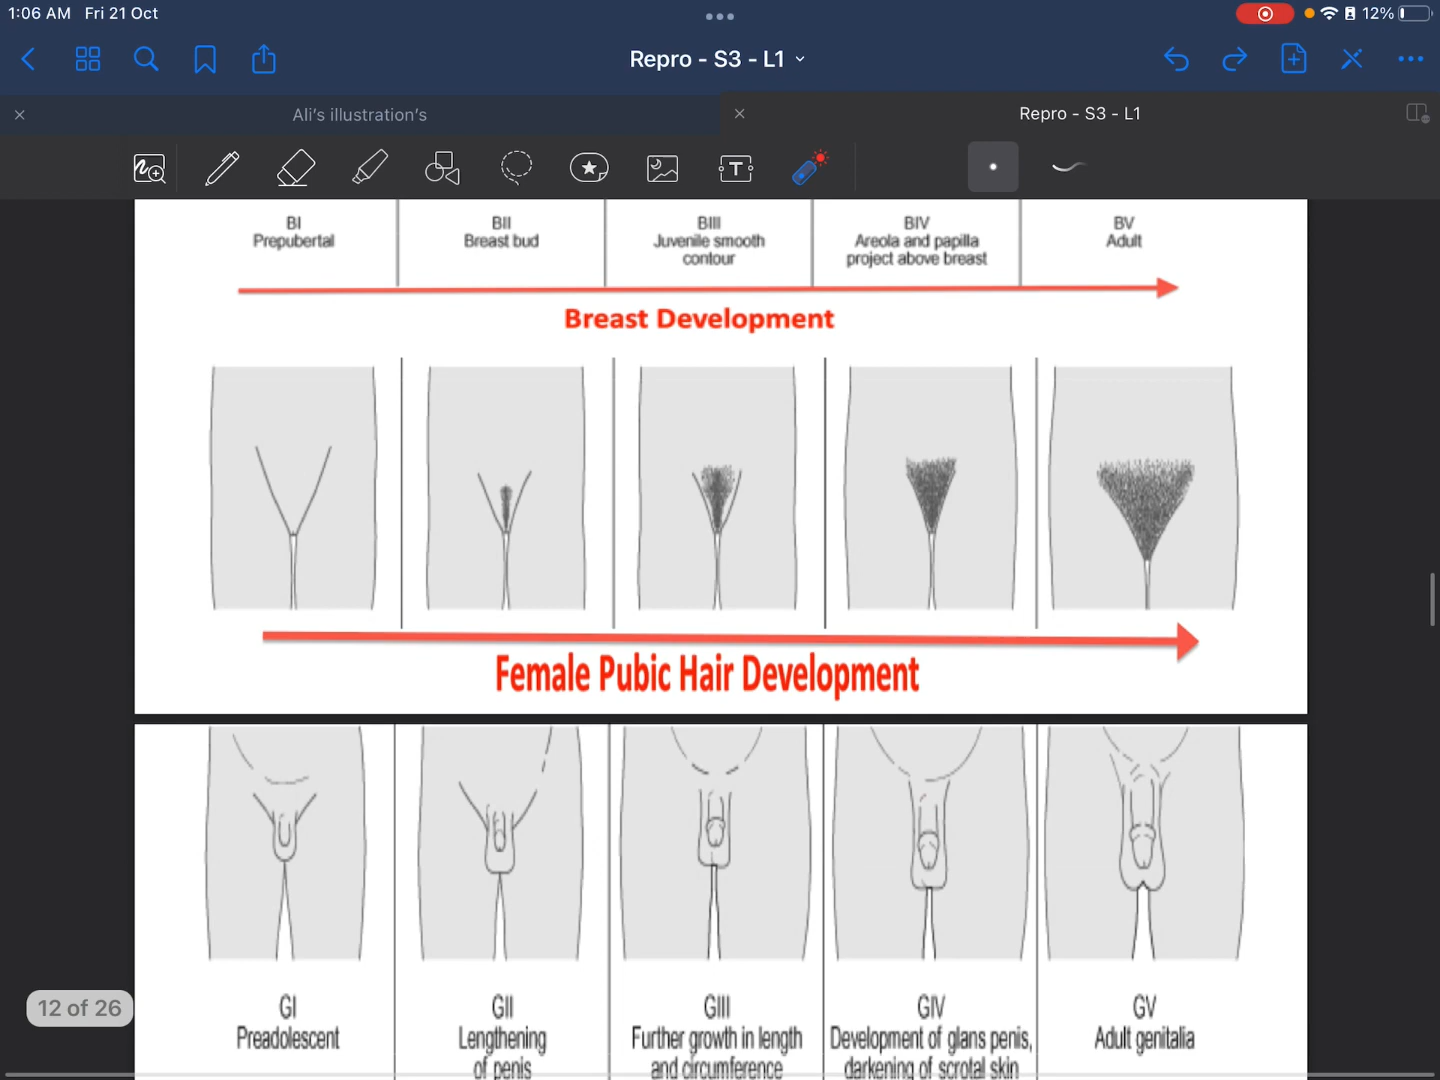 1:06 AM Fri 21 Oct
12%
Repro - S3 - L1
Ali's illustration's
Repro - S3 - L1
T
BI
Prepubertal
BII
Breast bud
BIII
Juvenile smooth
contour
BIV
Areola and papilla
project above breast
BV
Adult
Breast Development
Female Pubic Hair Development
12 of 26
GI
Preadolescent
GII
Lengthening
of penis
GIII
Further growth in length
and circumference
GIV
Development of glans penis,
darkening of scrotal skin
GV
Adult genitalia